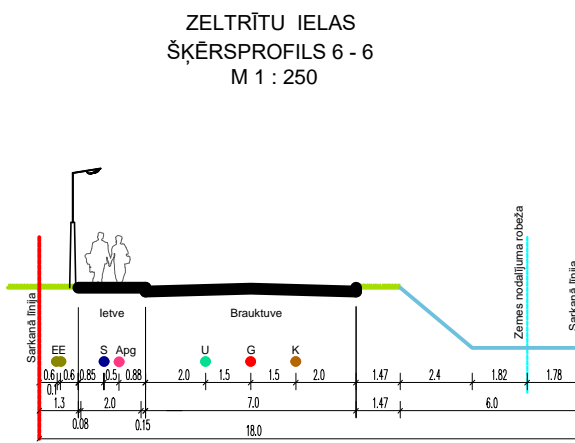 ZELTRĪTU IELAS
ŠĶĒRSPROFILS 6 - 6
M 1 : 250
Sarkanā līnija
Zemes nodalījuma robeža
Sarkanā līnija
Ietve
Brauktuve
EE
S
Apg
U
G
K
0.6
0.6
0.85
0.5
0.88
2.0
1.5
1.5
2.0
1.47
2.4
1.82
1.78
0.1
1.3
2.0
7.0
1.47
6.0
0.08
0.15
18.0